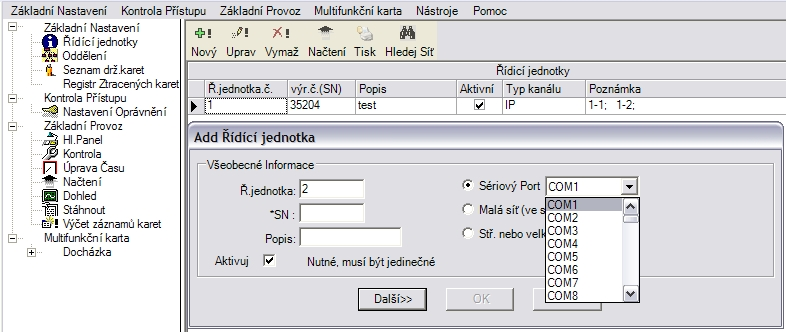 Základní Nastavení Kontrola Přístupu Základní Provoz Multifunkční karta Nástroje Pomoc
Základní Nastavení
Řídící jednotky
Oddělení
Seznam drž.karet
Registr Ztracených karet
Kontrola Přístupu
Nastavení Oprávnění
Základní Provoz
Hl.Panel
Kontrola
Úprava Času
Načtení
Dohled
Stáhnout
Výčet záznamů karet
Multifunkční karta
Docházka
Nový Uprav Vymaž Načtení Tisk Hledej Síť
Řídicí jednotky
Ř.jednotka.č. výr.č.(SN) Popis Aktivní Typ kanálu Poznámka
1 35204 test IP 1-1; 1-2;
Add Řídící jednotka
Všeobecné Informace
Ř.jednotka: 2
*SN :
Popis:
Aktivuj Nutné, musí být jedinečné
Sériový Port COM1
Malá síť (ve s
Stř. nebo velk
COM1
COM2
COM3
COM4
COM5
COM6
COM7
COM8
Další>> OK